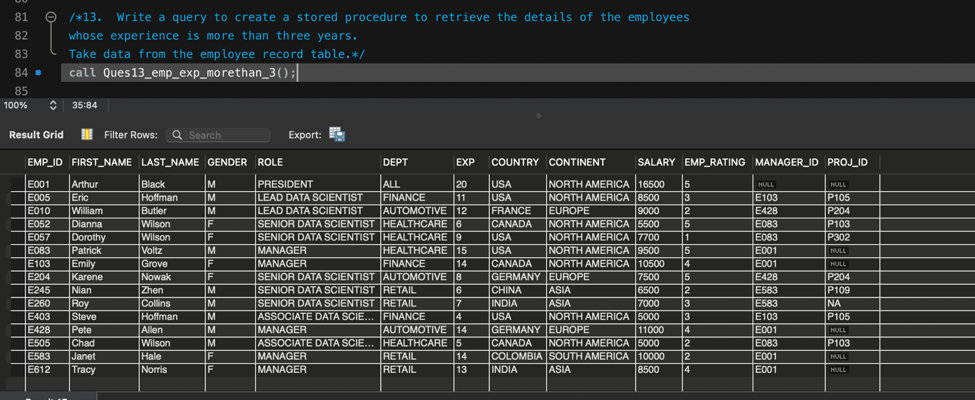 81 /*13. Write a query to create a stored procedure to retrieve the details of the employees
82 whose experience is more than three years.
83 Take data from the employee record table.*/
84 call Ques13_emp_exp_morethan_3();
85
100% 35:84
Result Grid Filter Rows: Search Export:
EMP_ID FIRST_NAME LAST_NAME GENDER ROLE DEPT EXP COUNTRY CONTINENT SALARY EMP_RATING MANAGER_ID PROJ_ID
E001 Arthur Black M PRESIDENT ALL 20 USA NORTH AMERICA 16500 5 NULL NULL
E005 Eric Hoffman M LEAD DATA SCIENTIST FINANCE 11 USA NORTH AMERICA 8500 3 E103 P105
E010 William Butler M LEAD DATA SCIENTIST AUTOMOTIVE 12 FRANCE EUROPE 9000 2 E428 P204
E052 Dianna Wilson F SENIOR DATA SCIENTIST HEALTHCARE 6 CANADA NORTH AMERICA 5500 5 E083 P103
E057 Dorothy Wilson F SENIOR DATA SCIENTIST HEALTHCARE 9 USA NORTH AMERICA 7700 1 E083 P302
E083 Patrick Voltz M MANAGER HEALTHCARE 15 USA NORTH AMERICA 9500 5 E001 NULL
E103 Emily Grove F MANAGER FINANCE 14 CANADA NORTH AMERICA 10500 4 E001 NULL
E204 Karene Nowak F SENIOR DATA SCIENTIST AUTOMOTIVE 8 GERMANY EUROPE 7500 5 E428 P204
E245 Nian Zhen M SENIOR DATA SCIENTIST RETAIL 6 CHINA ASIA 6500 2 E583 P109
E260 Roy Collins M SENIOR DATA SCIENTIST RETAIL 7 INDIA ASIA 7000 3 E583 NA
E403 Steve Hoffman M ASSOCIATE DATA SCIE... FINANCE 4 USA NORTH AMERICA 5000 3 E103 P105
E428 Pete Allen M MANAGER AUTOMOTIVE 14 GERMANY EUROPE 11000 4 E001 NULL
E505 Chad Wilson M ASSOCIATE DATA SCIE... HEALTHCARE 5 CANADA NORTH AMERICA 5000 2 E083 P103
E583 Janet Hale F MANAGER RETAIL 14 COLOMBIA SOUTH AMERICA 10000 2 E001 NULL
E612 Tracy Norris F MANAGER RETAIL 13 INDIA ASIA 8500 4 E001 NULL